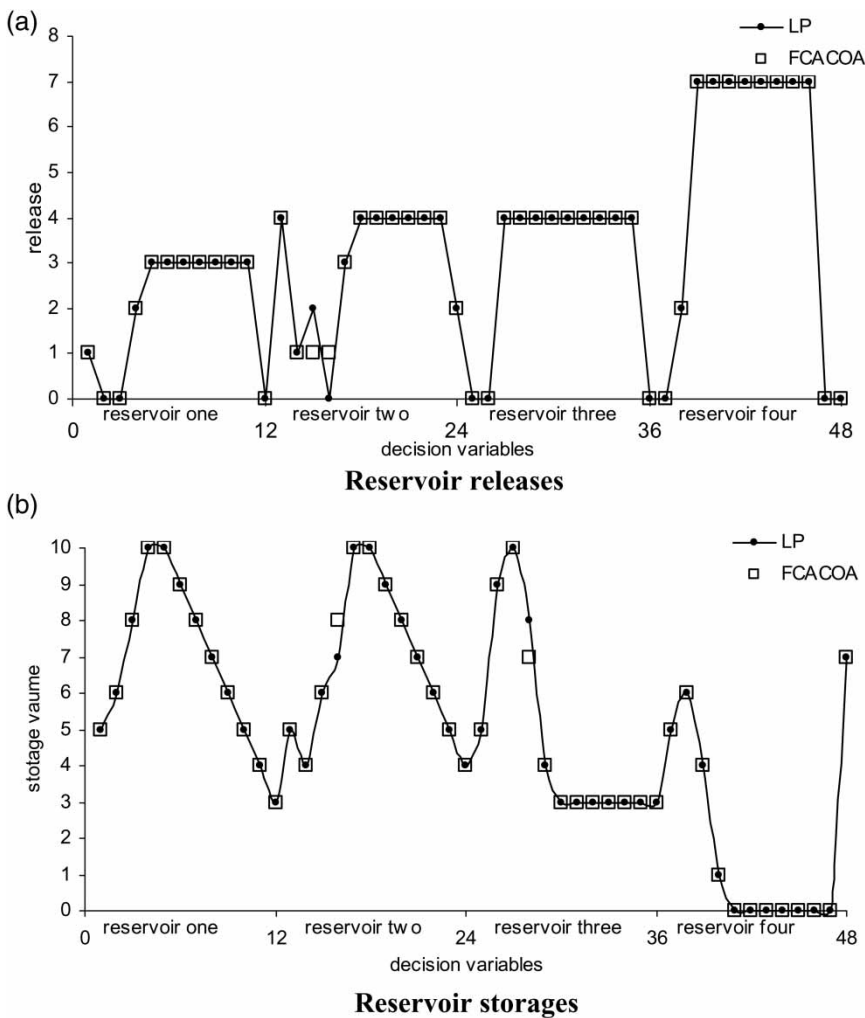 (a)
LP
FCACOA
8
7
6
5
4
3
2
1
0
release
reservoir one
reservoir two
reservoir three
reservoir four
0
12
24
36
48
decision variables
Reservoir releases
(b)
LP
FCACOA
10
9
8
7
6
5
4
3
2
1
0
stotage vaume
reservoir one
reservoir two
reservoir three
reservoir four
0
12
24
36
48
decision variables
Reservoir storages